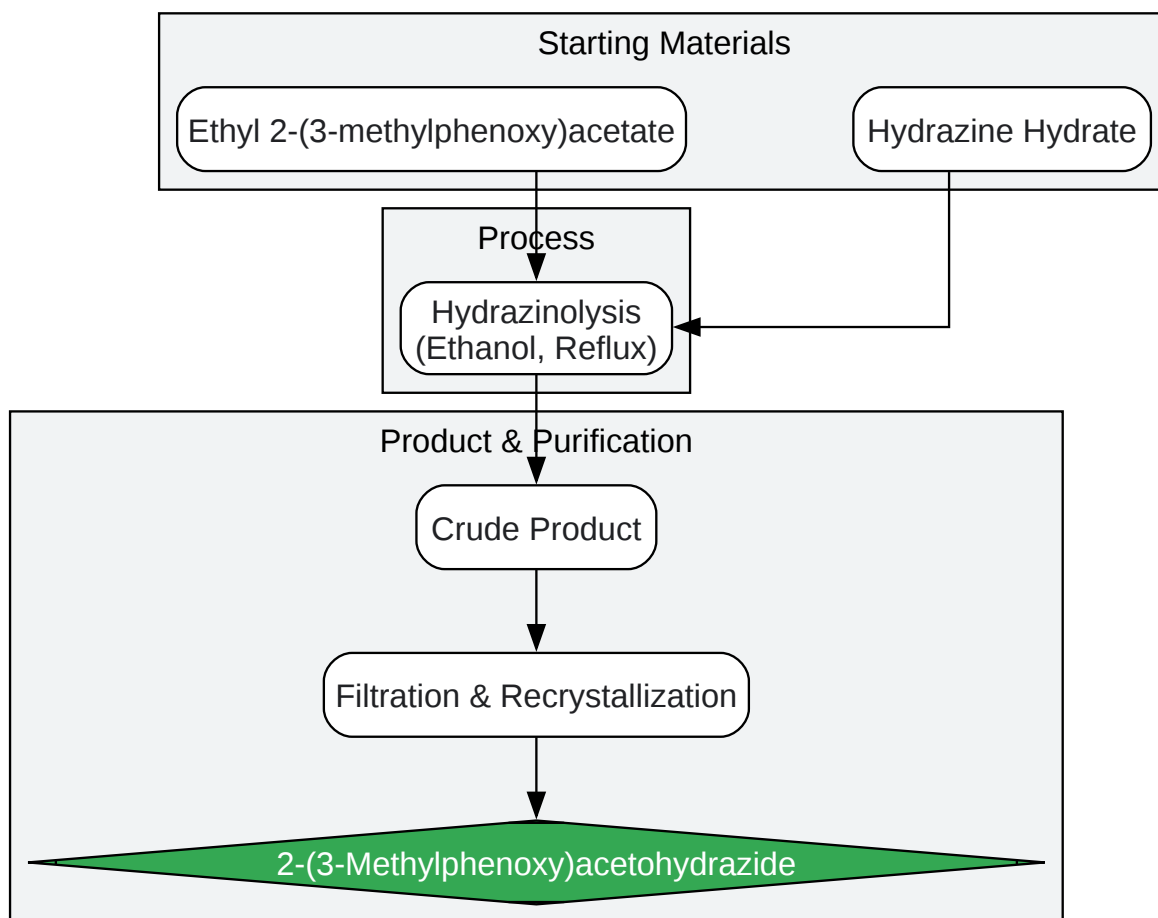 Starting Materials
Ethyl 2-(3-methylphenoxy)acetate
Hydrazine Hydrate
Process
Hydrazinolysis
(Ethanol, Reflux)
Product & Purification
Crude Product
Filtration & Recrystallization
2-(3-Methylphenoxy)acetohydrazide